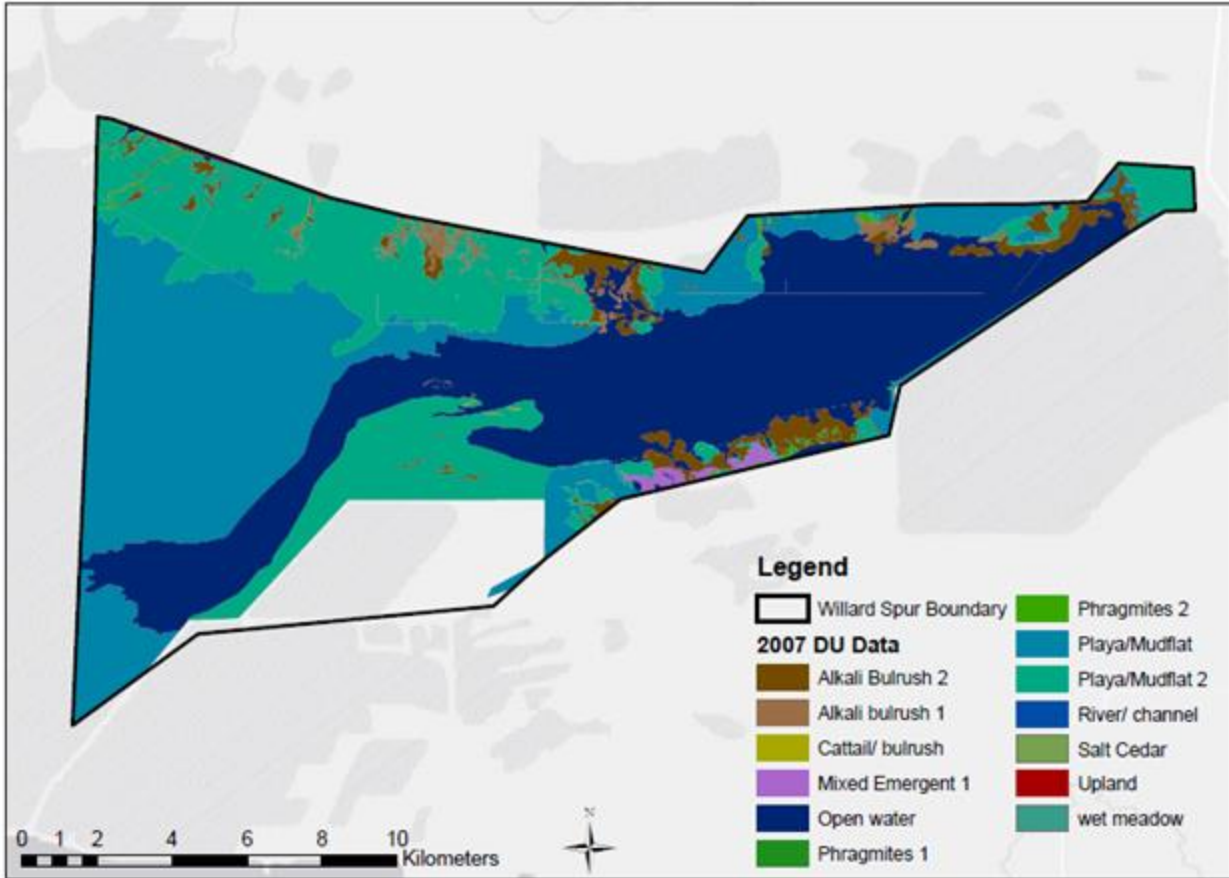 N
Legend
Willard Spur Boundary
2007 DU Data
Alkali Bulrush 2
Alkali bulrush 1
Cattail/ bulrush
Mixed Emergent 1
Open water
Phragmites 1
Phragmites 2
Playa/Mudflat
Playa/Mudflat 2
River/ channel
Salt Cedar
Upland
wet meadow
0 1 2 4 6 8 10
Kilometers